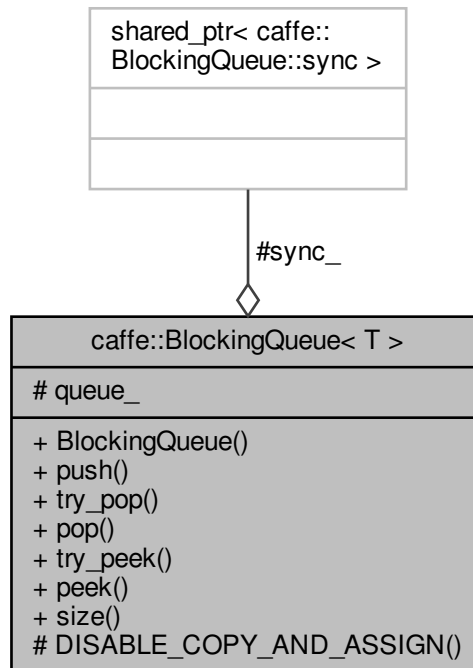 shared_ptr< caffe::
BlockingQueue::sync >
#sync_
caffe::BlockingQueue< T >
# queue_
+ BlockingQueue()
+ push()
+ try_pop()
+ pop()
+ try_peek()
+ peek()
+ size()
# DISABLE_COPY_AND_ASSIGN()